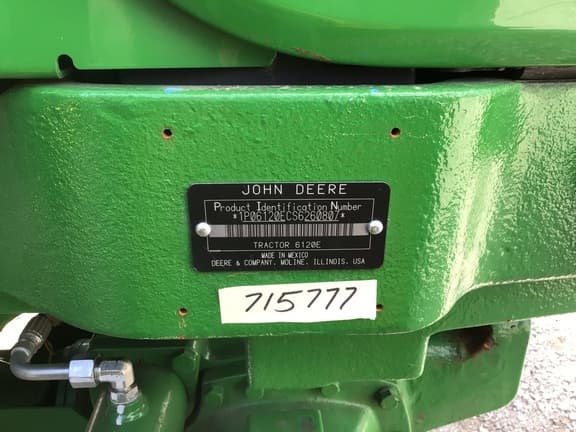 JOHN DEERE
Product Identification Number
*1P06120ECS6260807*
TRACTOR 6120E
MADE IN MEXICO
DEERE & COMPANY, MOLINE, ILLINOIS, USA
715777